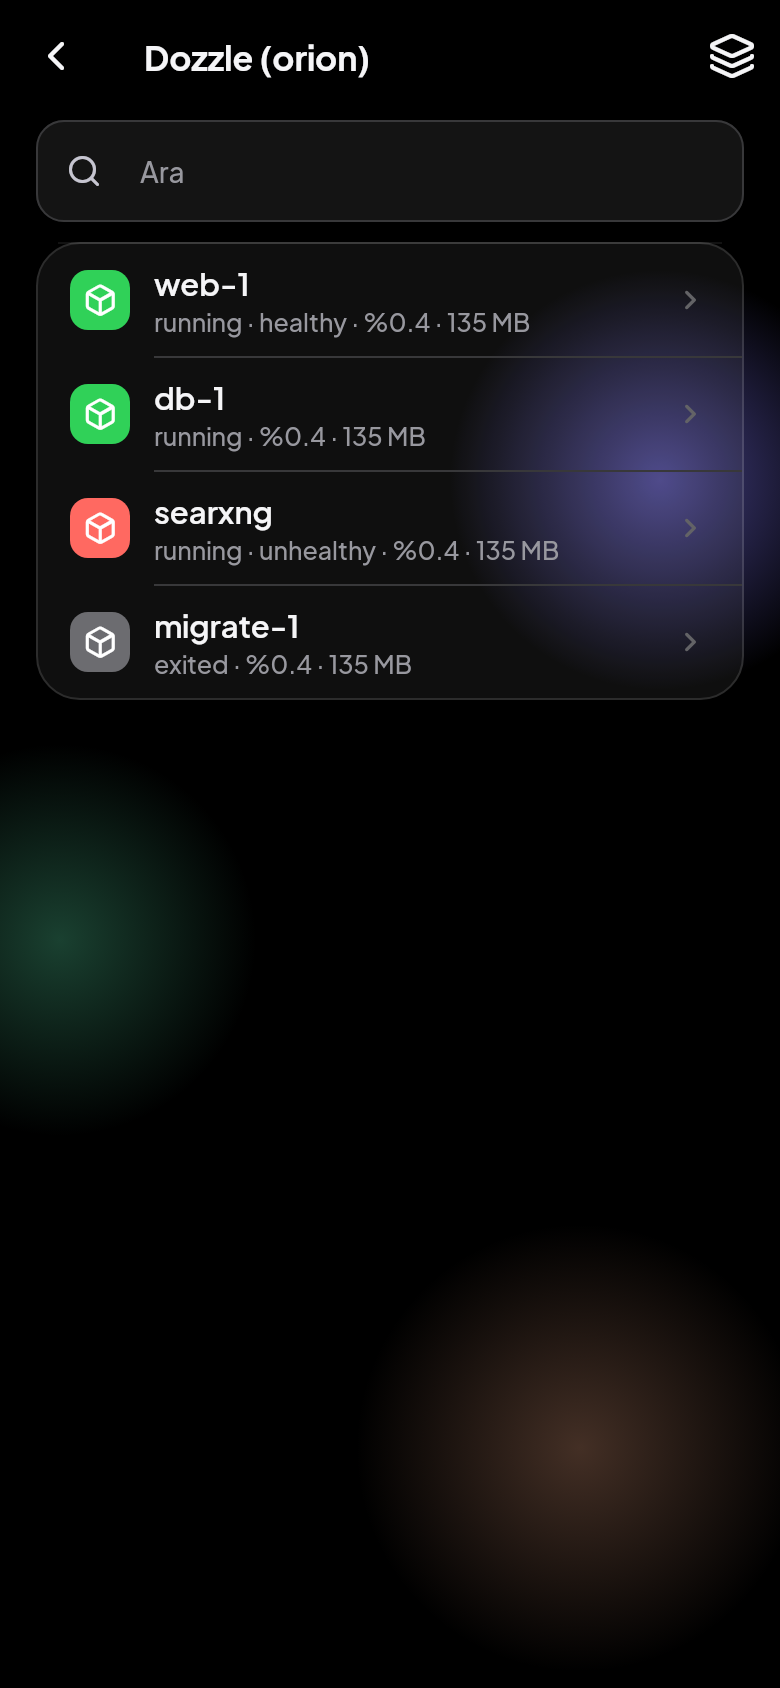 Dozzle (orion)
Ara
web-1
running · healthy · %0.4 · 135 MB
db-1
running · %0.4 · 135 MB
searxng
running · unhealthy · %0.4 · 135 MB
migrate-1
exited · %0.4 · 135 MB